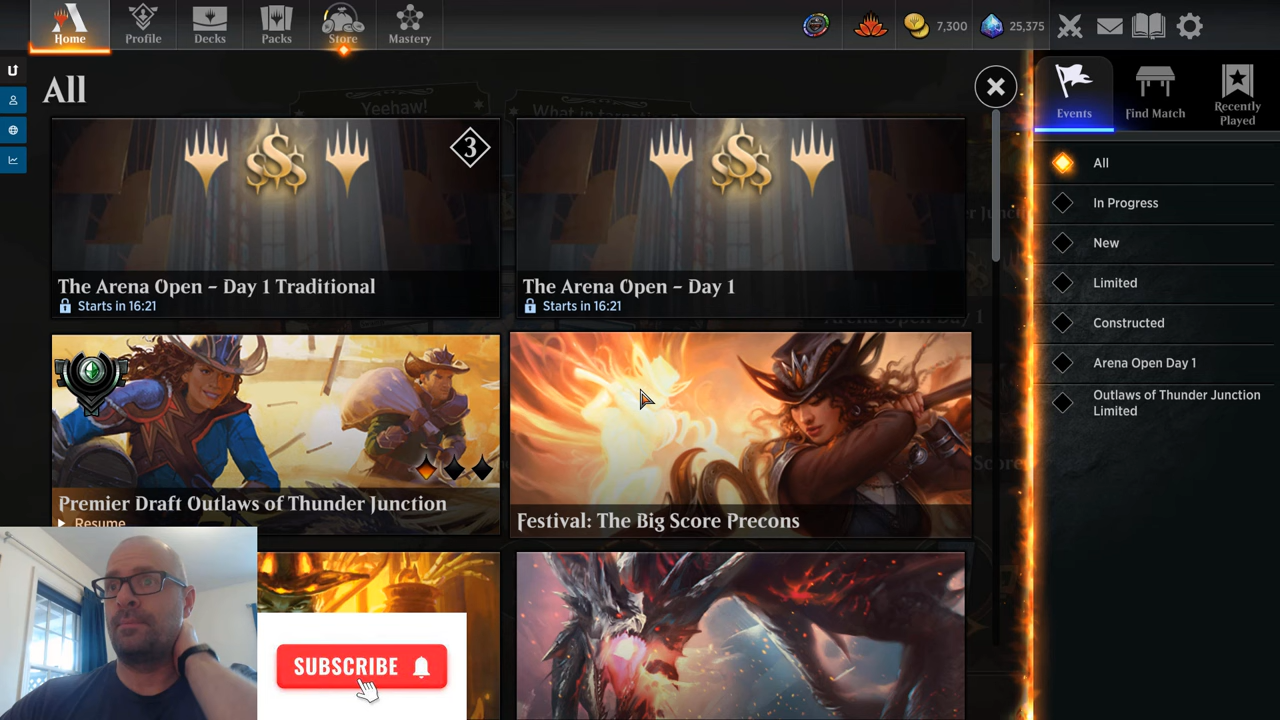 Home
Profile
Decks
Packs
Store
Mastery
7,300
25,375
All
Yeehaw!
3
The Arena Open – Day 1 Traditional
Starts in 16:21
The Arena Open – Day 1
Starts in 16:21
Premier Draft Outlaws of Thunder Junction
Resume
Festival: The Big Score Precons
SUBSCRIBE
Events
Find Match
Recently
Played
All
In Progress
New
Limited
Constructed
Arena Open Day 1
Outlaws of Thunder Junction
Limited